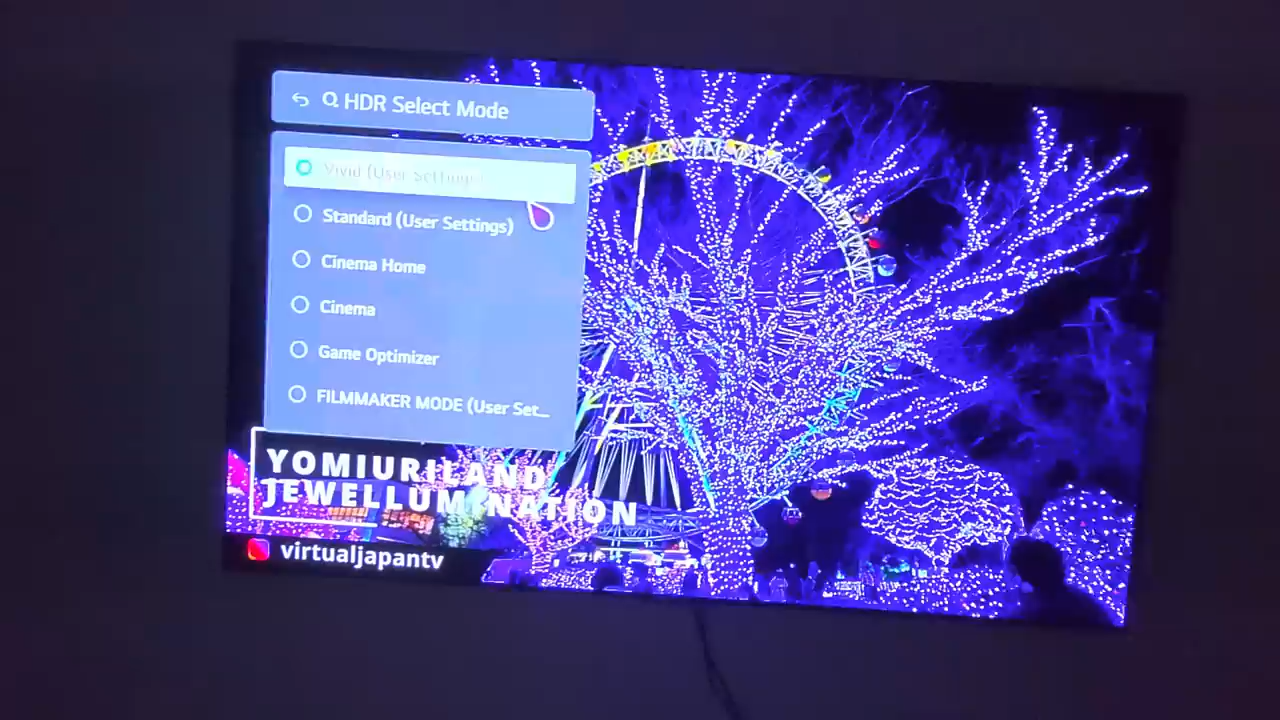 HDR Select Mode
Vivid (User Settings)
Standard (User Settings)
Cinema Home
Cinema
Game Optimizer
FILMMAKER MODE (User Set...
YOMIURILAND
JEWELLUMINATION
virtualjapantv